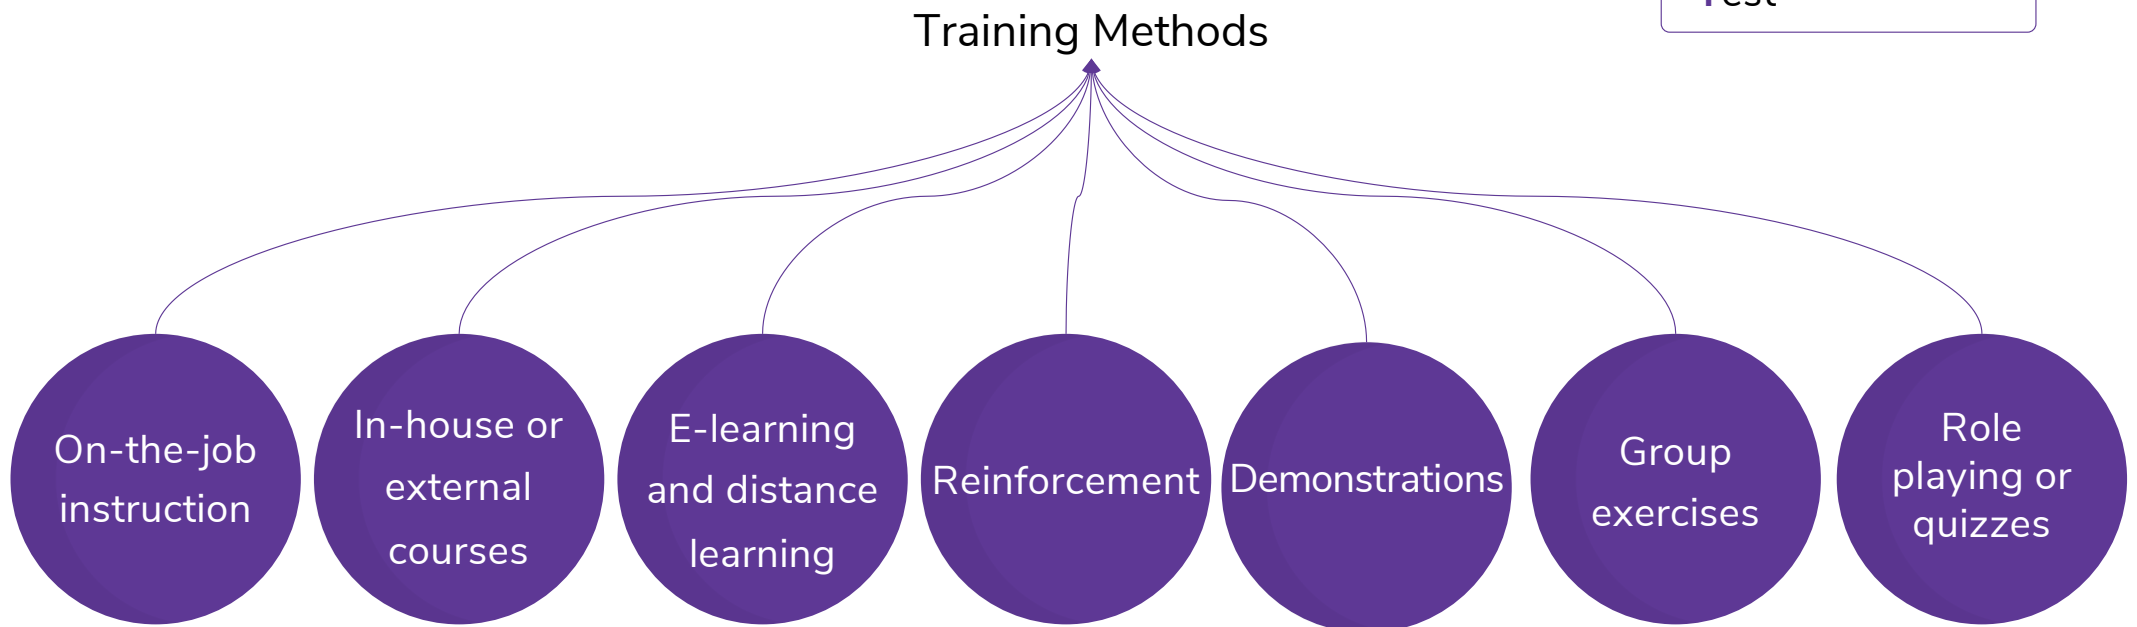 Training Methods
On-the-job
instruction
In-house or
external
courses
E-learning
and distance
learning
Reinforcement
Demonstrations
Group
exercises
Role
playing or
quizzes